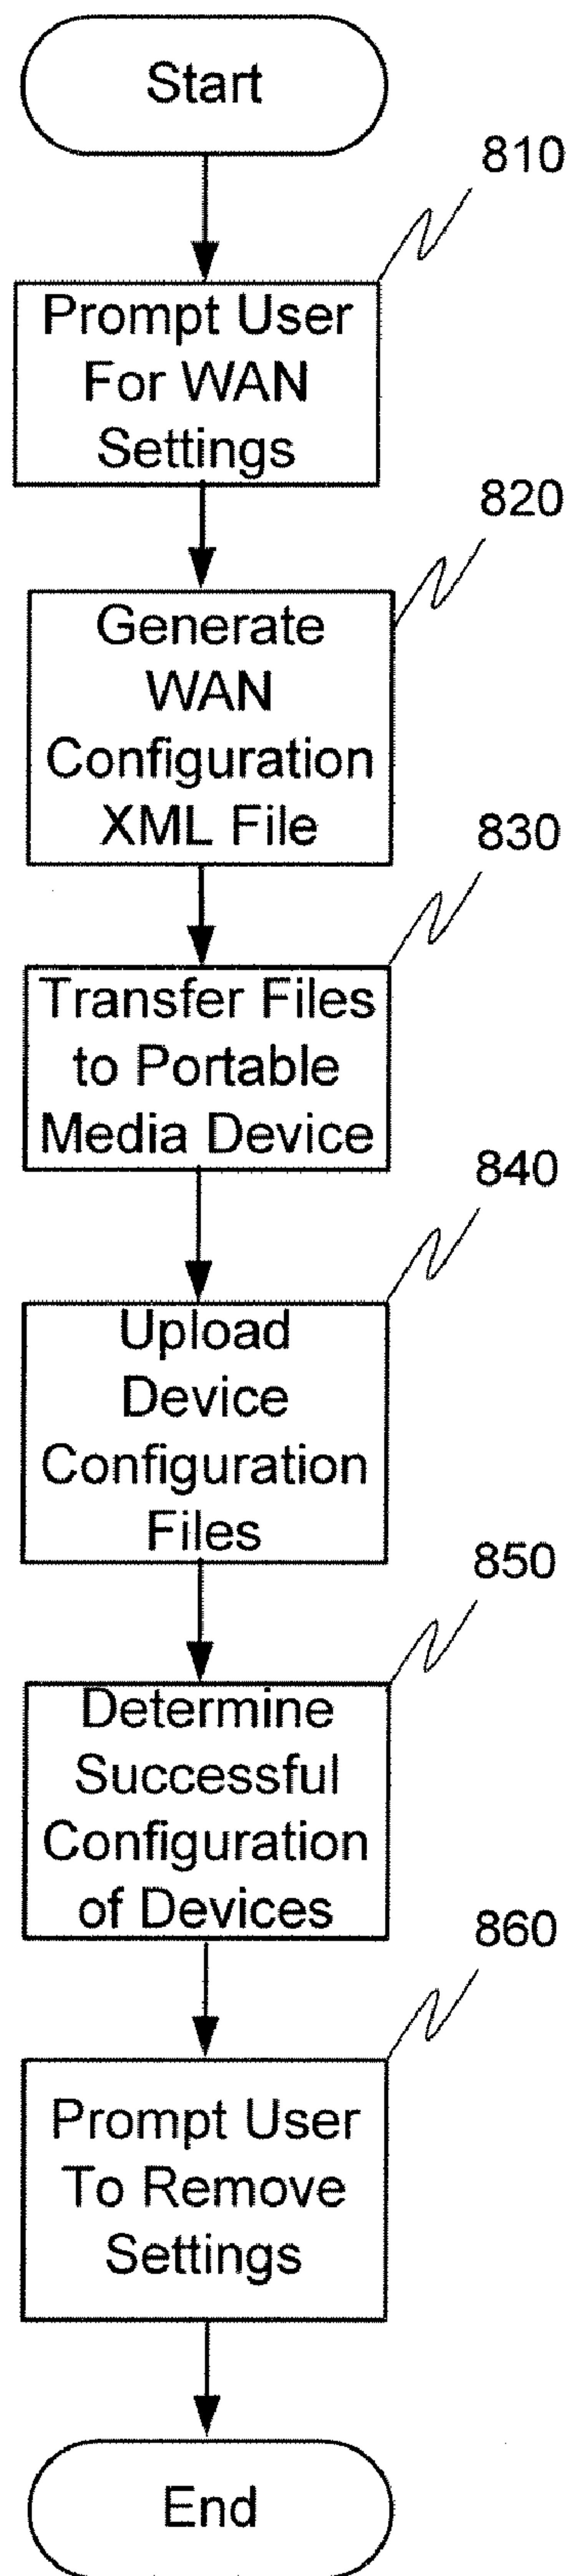 Start
810
Prompt User
For WAN
Settings
820
Generate
WAN
Configuration
XML File
830
Transfer Files
to Portable
Media Device
840
Upload
Device
Configuration
Files
850
Determine
Successful
Configuration
of Devices
860
Prompt User
To Remove
Settings
End